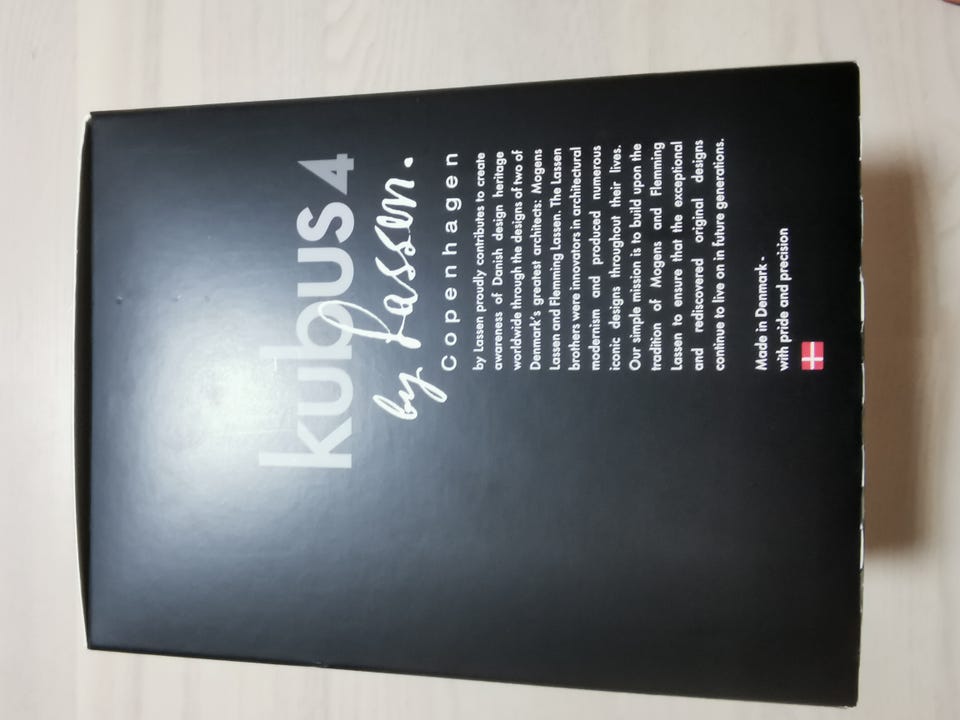 kubus 4
by Lassen.
Copenhagen
by Lassen proudly contributes to create
awareness of Danish design heritage
worldwide through the designs of two of
Denmark's greatest architects: Mogens
Lassen and Flemming Lassen. The Lassen
brothers were innovators in architectural
modernism and produced numerous
iconic designs throughout their lives.
Our simple mission is to build upon the
tradition of Mogens and Flemming
Lassen to ensure that the exceptional
and rediscovered original designs
continue to live on in future generations.
Made in Denmark -
with pride and precision